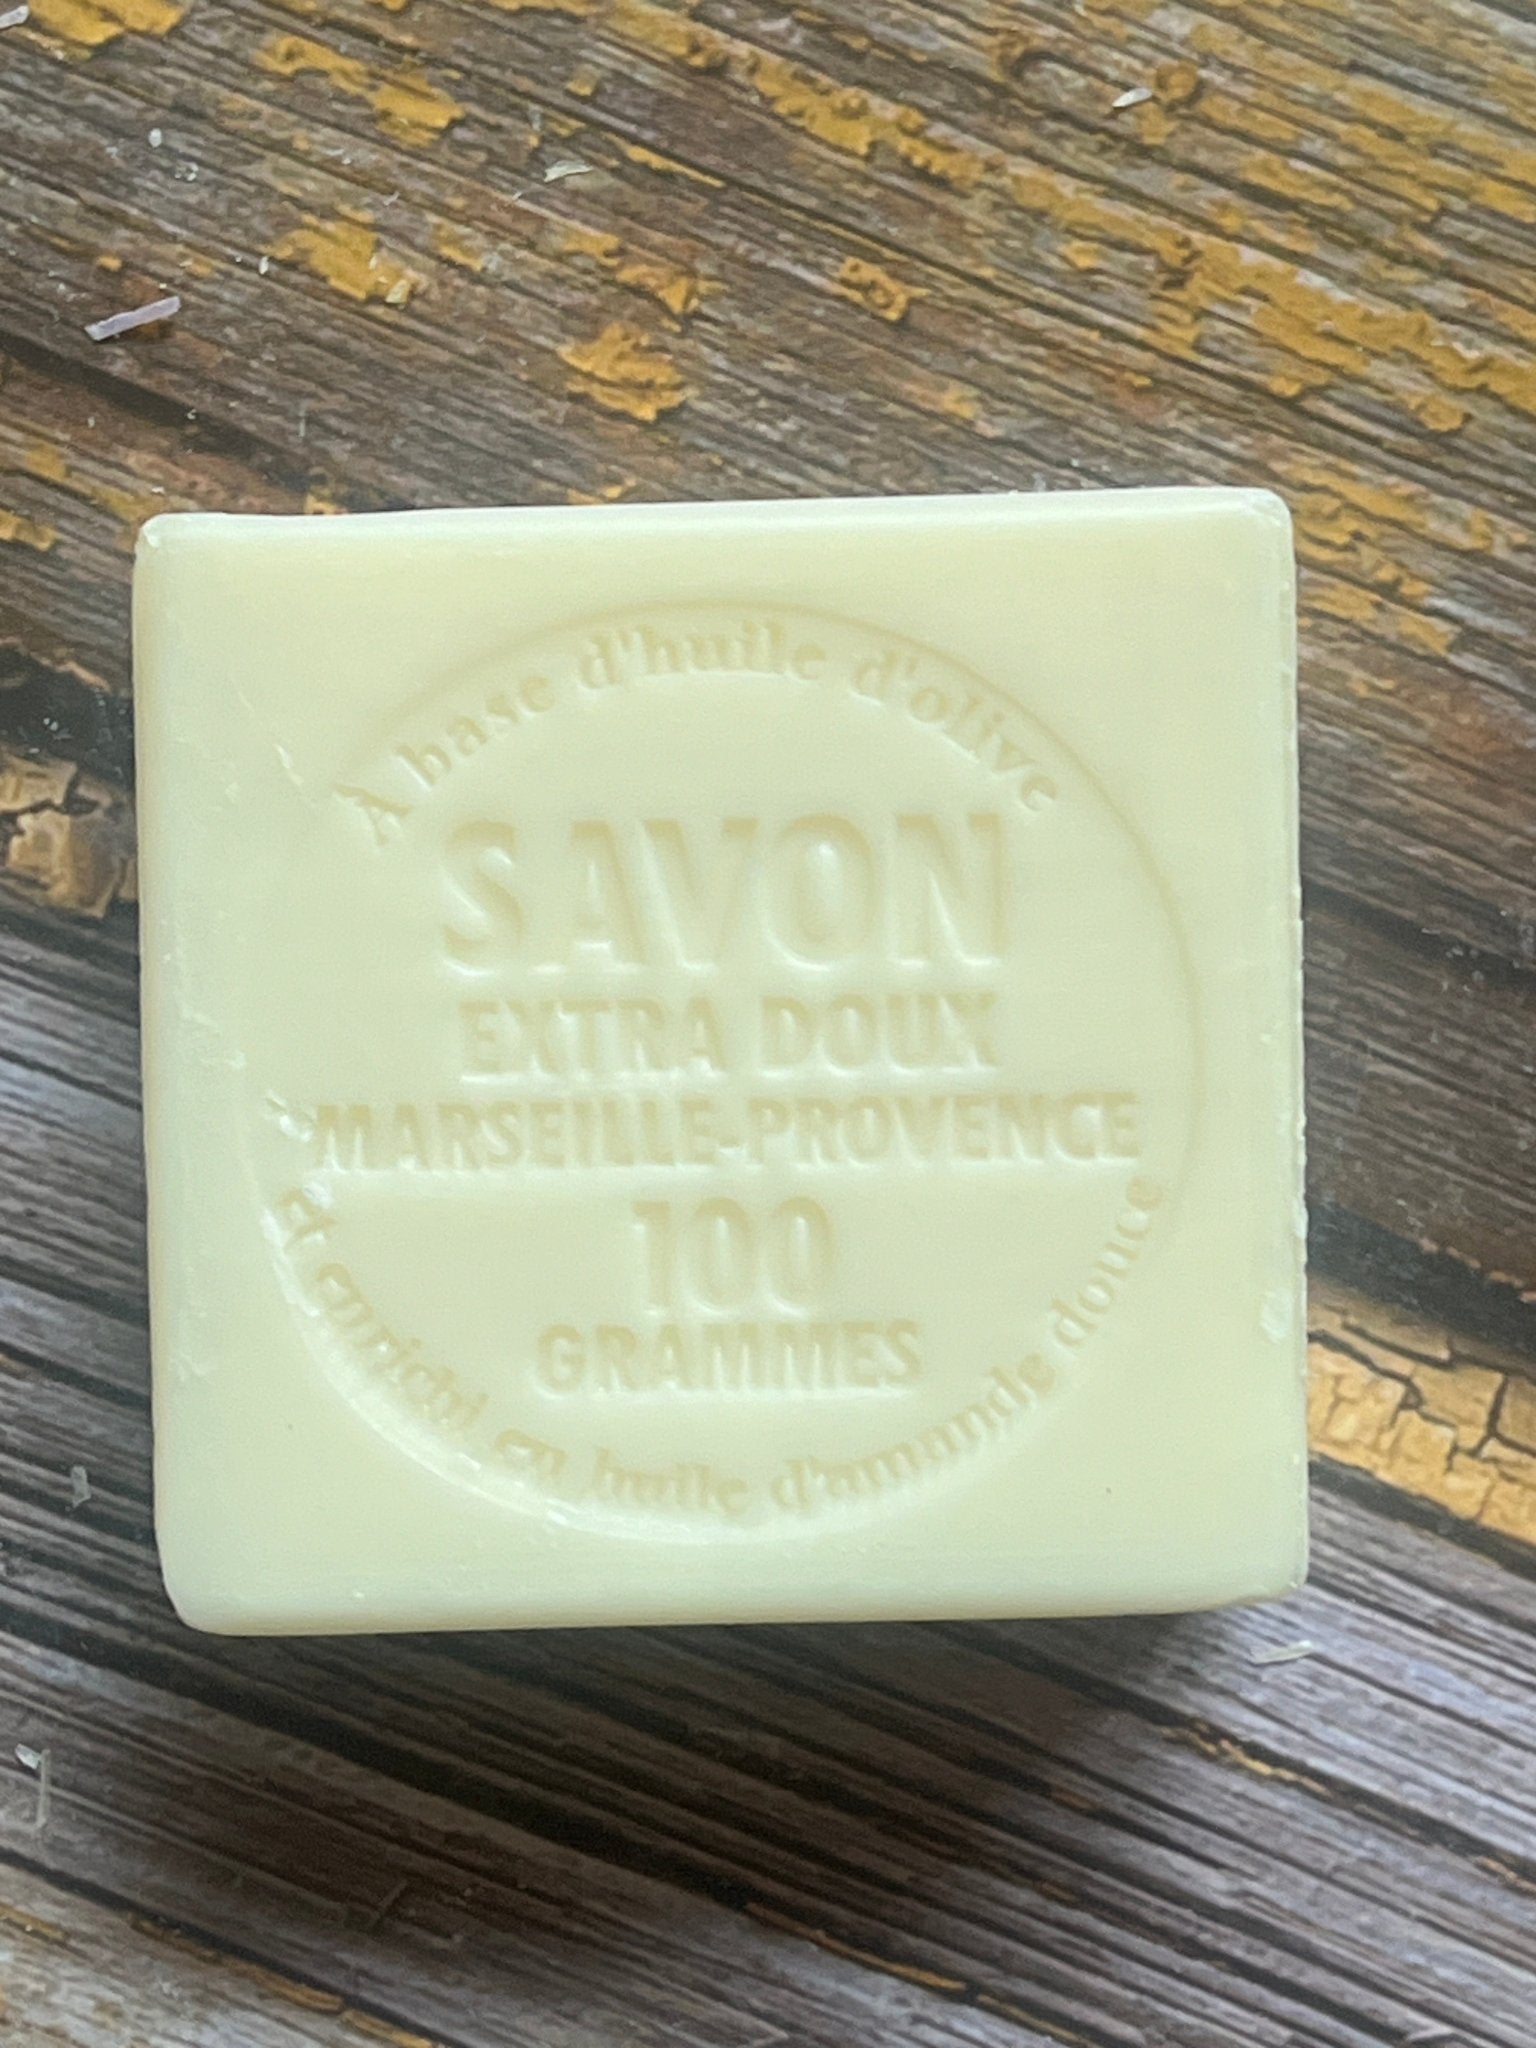 A base d'huile d'olive
SAVON
EXTRA DOUX
MARSEILLE-PROVENCE
100
GRAMMES
Et enrichi en huile d'amande douce